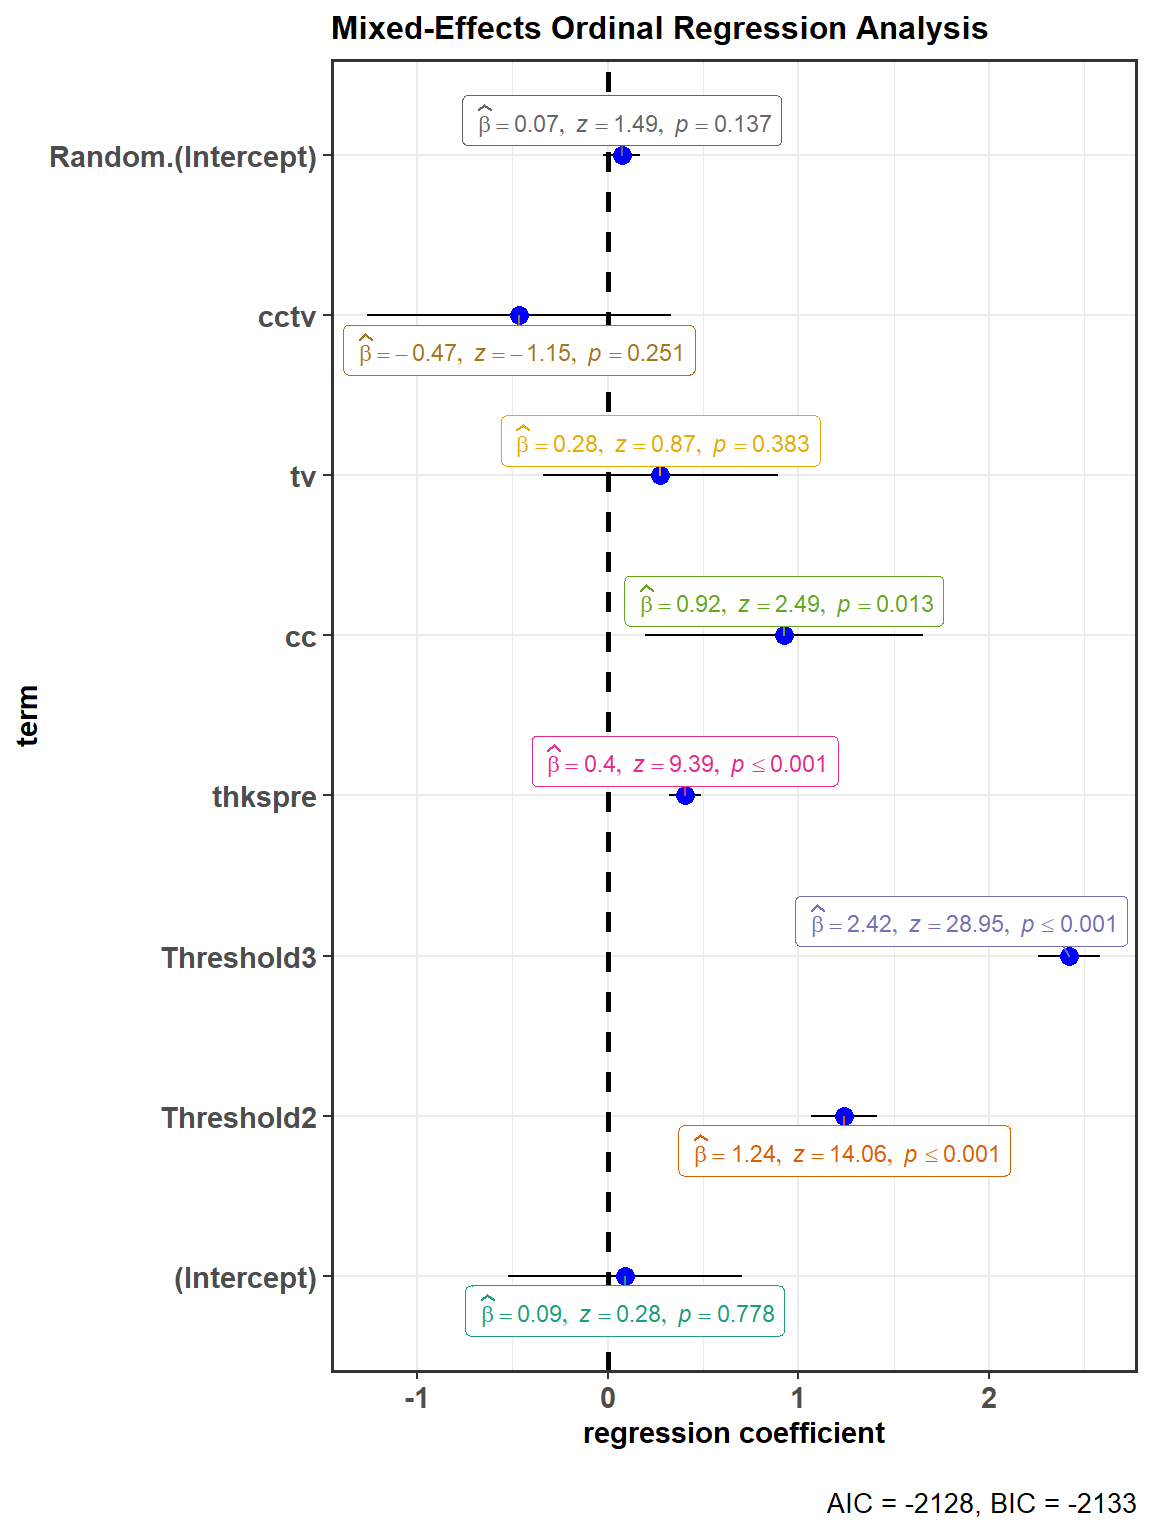 Mixed-Effects Ordinal Regression Analysis
β̂ = 0.07, z = 1.49, p = 0.137
Random.(Intercept)
cctv
β̂ = −0.47, z = −1.15, p = 0.251
β̂ = 0.28, z = 0.87, p = 0.383
tv
β̂ = 0.92, z = 2.49, p = 0.013
cc
term
β̂ = 0.4, z = 9.39, p ≤ 0.001
thkspre
β̂ = 2.42, z = 28.95, p ≤ 0.001
Threshold3
Threshold2
β̂ = 1.24, z = 14.06, p ≤ 0.001
(Intercept)
β̂ = 0.09, z = 0.28, p = 0.778
-1 0 1 2
regression coefficient
AIC = -2128, BIC = -2133